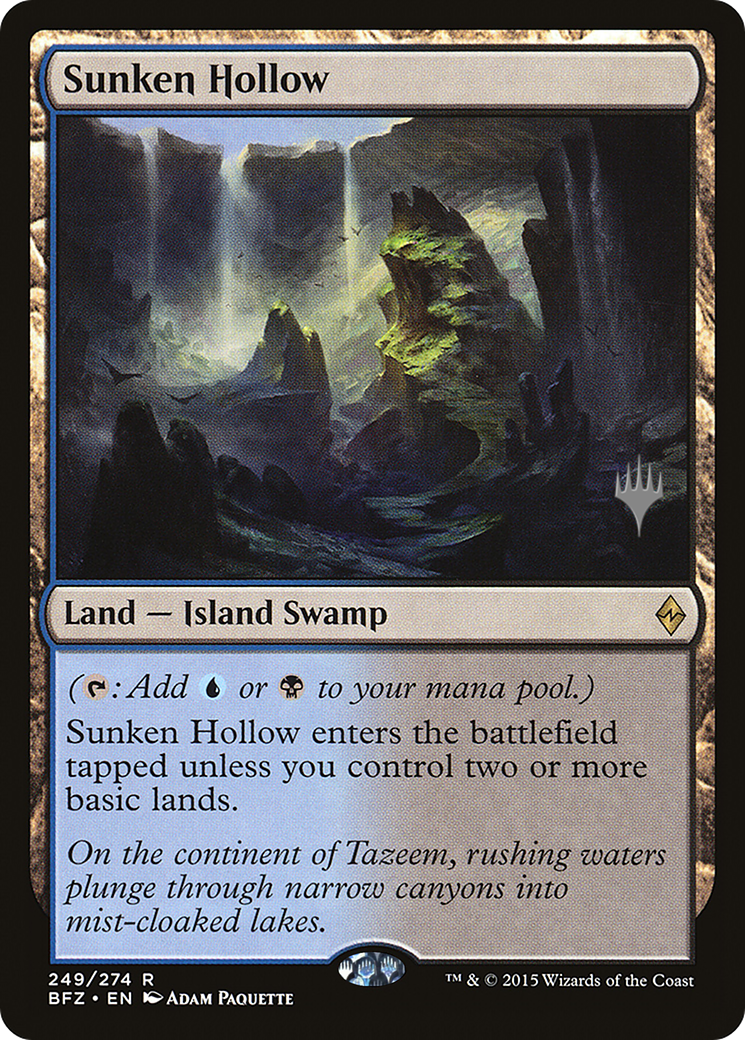 Sunken Hollow
Land — Island Swamp
(: Add or to your mana pool.)
Sunken Hollow enters the battlefield
tapped unless you control two or more
basic lands.
On the continent of Tazeem, rushing waters
plunge through narrow canyons into
mist-cloaked lakes.
249/274 R
BFZ • EN Adam Paquette
™ & © 2015 Wizards of the Coast